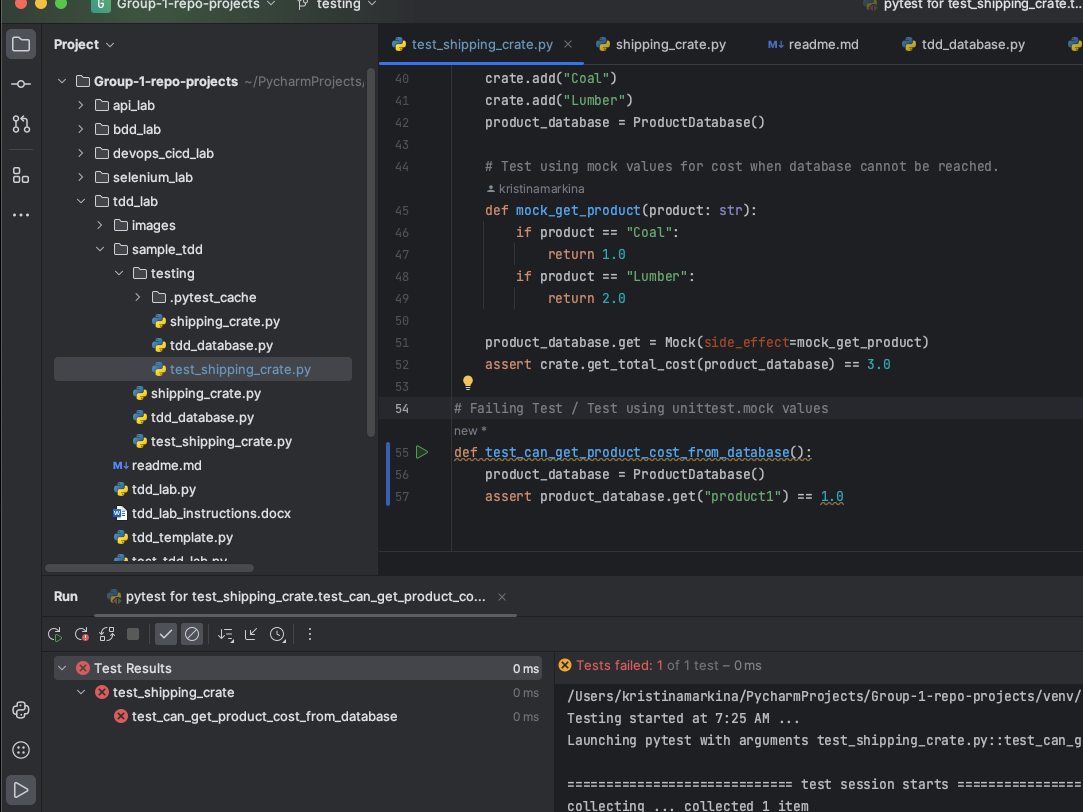 G Group-1-repo-projects testing pytest for test_shipping_crate.t...
Project
test_shipping_crate.py
shipping_crate.py
M↓ readme.md
tdd_database.py
Group-1-repo-projects ~/PycharmProjects/
api_lab
bdd_lab
devops_cicd_lab
selenium_lab
tdd_lab
images
sample_tdd
testing
.pytest_cache
shipping_crate.py
tdd_database.py
test_shipping_crate.py
shipping_crate.py
tdd_database.py
test_shipping_crate.py
M↓ readme.md
tdd_lab.py
tdd_lab_instructions.docx
tdd_template.py
test_tdd_lab.py
40 crate.add("Coal")
41 crate.add("Lumber")
42 product_database = ProductDatabase()
43
44 # Test using mock values for cost when database cannot be reached.
kristinamarkina
45 def mock_get_product(product: str):
46 if product == "Coal":
47 return 1.0
48 if product == "Lumber":
49 return 2.0
50
51 product_database.get = Mock(side_effect=mock_get_product)
52 assert crate.get_total_cost(product_database) == 3.0
53
54 # Failing Test / Test using unittest.mock values
new *
55 def test_can_get_product_cost_from_database():
56 product_database = ProductDatabase()
57 assert product_database.get("product1") == 1.0
Run pytest for test_shipping_crate.test_can_get_product_co...
Test Results 0 ms
test_shipping_crate 0 ms
test_can_get_product_cost_from_database 0 ms
Tests failed: 1 of 1 test – 0 ms
/Users/kristinamarkina/PycharmProjects/Group-1-repo-projects/venv/
Testing started at 7:25 AM ...
Launching pytest with arguments test_shipping_crate.py::test_can_g
============================= test session starts ================
collecting ... collected 1 item